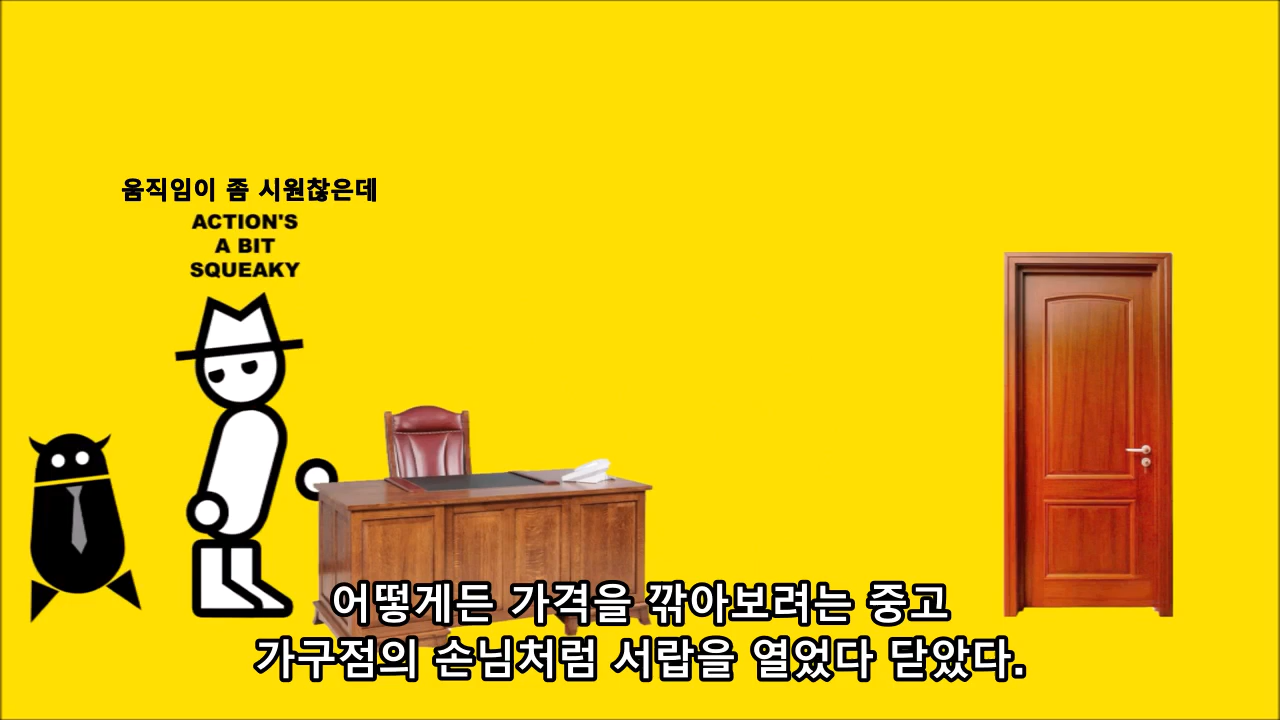 움직임이 좀 시원찮은데
ACTION'S
A BIT
SQUEAKY
어떻게든 가격을 깎아보려는 중고
가구점의 손님처럼 서랍을 열었다 닫았다.